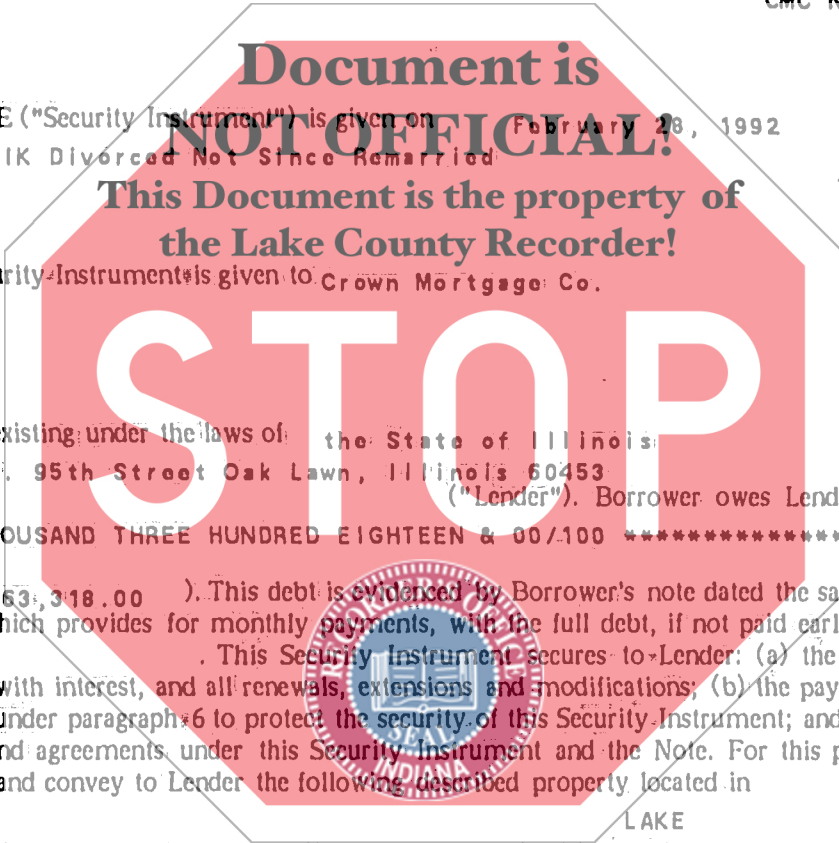 CMC
Document is
E ("Security Instrument") is given on February 28, 1992
NOT OFFICIAL!
IK Divorced Not Since Remarried
This Document is the property of
the Lake County Recorder!
rity Instrument is given to Crown Mortgage Co.
STOP
xisting under the laws of the State of Illinois
. 95th Street Oak Lawn, Illinois 60453
("Lender"). Borrower owes Lend
OUSAND THREE HUNDRED EIGHTEEN & 00/100 ****************
63,318.00 ). This debt is evidenced by Borrower's note dated the sa
hich provides for monthly payments, with the full debt, if not paid earl
. This Security Instrument secures to Lender: (a) the
with interest, and all renewals, extensions and modifications; (b) the pay
under paragraph 6 to protect the security of this Security Instrument; and
nd agreements under this Security Instrument and the Note. For this p
and convey to Lender the following described property located in
LAKE
RECORDER'S OFFICE
SEAL
INDIANA